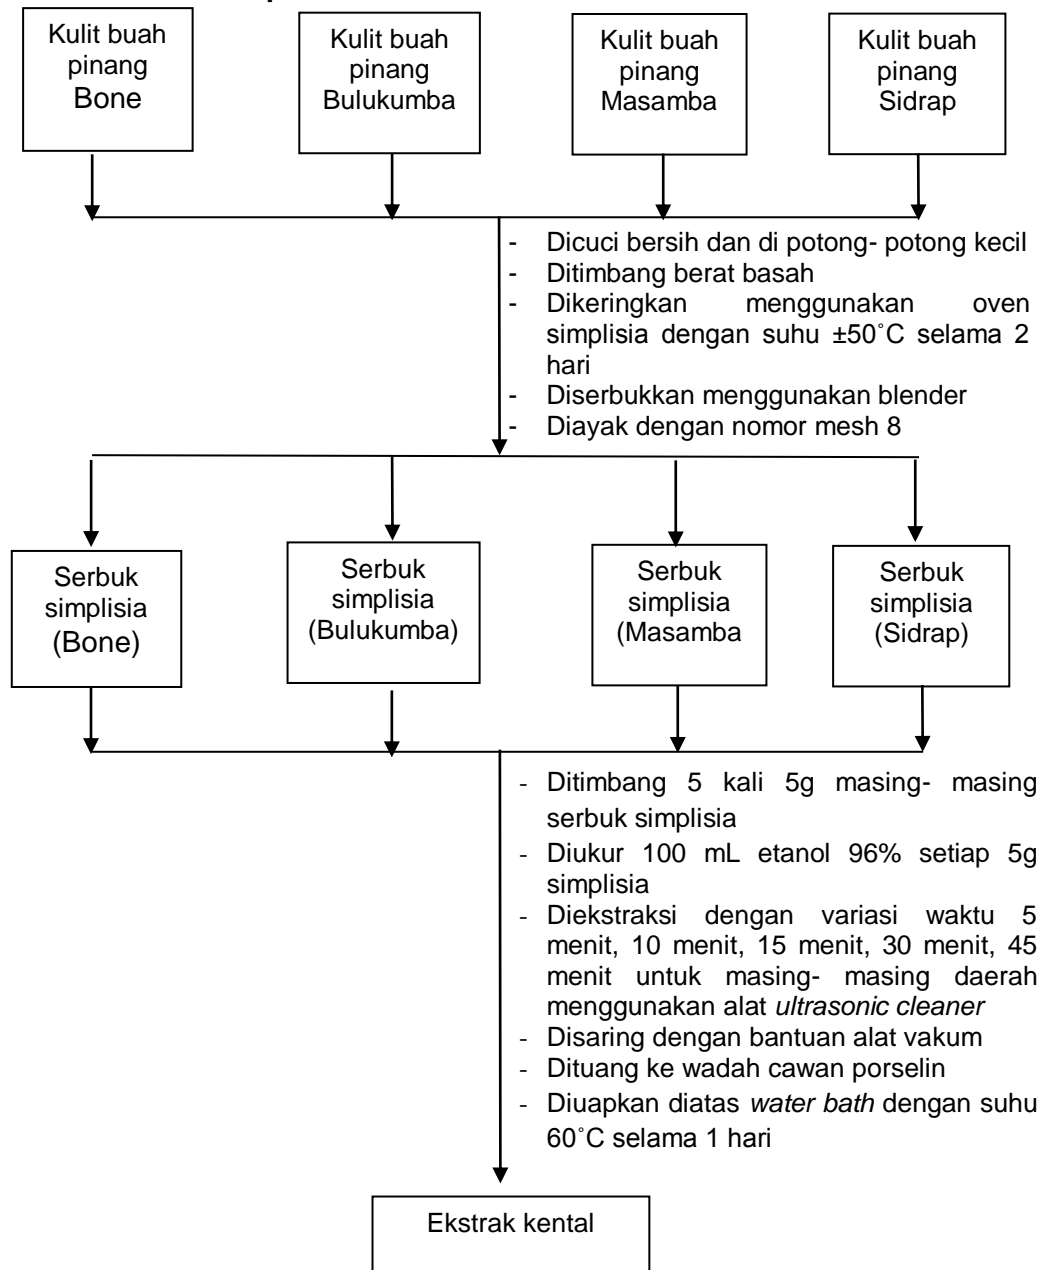 Kulit buah
pinang
Bone
Kulit buah
pinang
Bulukumba
Kulit buah
pinang
Masamba
Kulit buah
pinang
Sidrap
- Dicuci bersih dan di potong- potong kecil
- Ditimbang berat basah
- Dikeringkan menggunakan oven
simplisia dengan suhu ±50˚C selama 2
hari
- Diserbukkan menggunakan blender
- Diayak dengan nomor mesh 8
Serbuk
simplisia
(Bone)
Serbuk
simplisia
(Bulukumba)
Serbuk
simplisia
(Masamba
Serbuk
simplisia
(Sidrap)
- Ditimbang 5 kali 5g masing- masing
serbuk simplisia
- Diukur 100 mL etanol 96% setiap 5g
simplisia
- Diekstraksi dengan variasi waktu 5
menit, 10 menit, 15 menit, 30 menit, 45
menit untuk masing- masing daerah
menggunakan alat ultrasonic cleaner
- Disaring dengan bantuan alat vakum
- Dituang ke wadah cawan porselin
- Diuapkan diatas water bath dengan suhu
60˚C selama 1 hari
Ekstrak kental